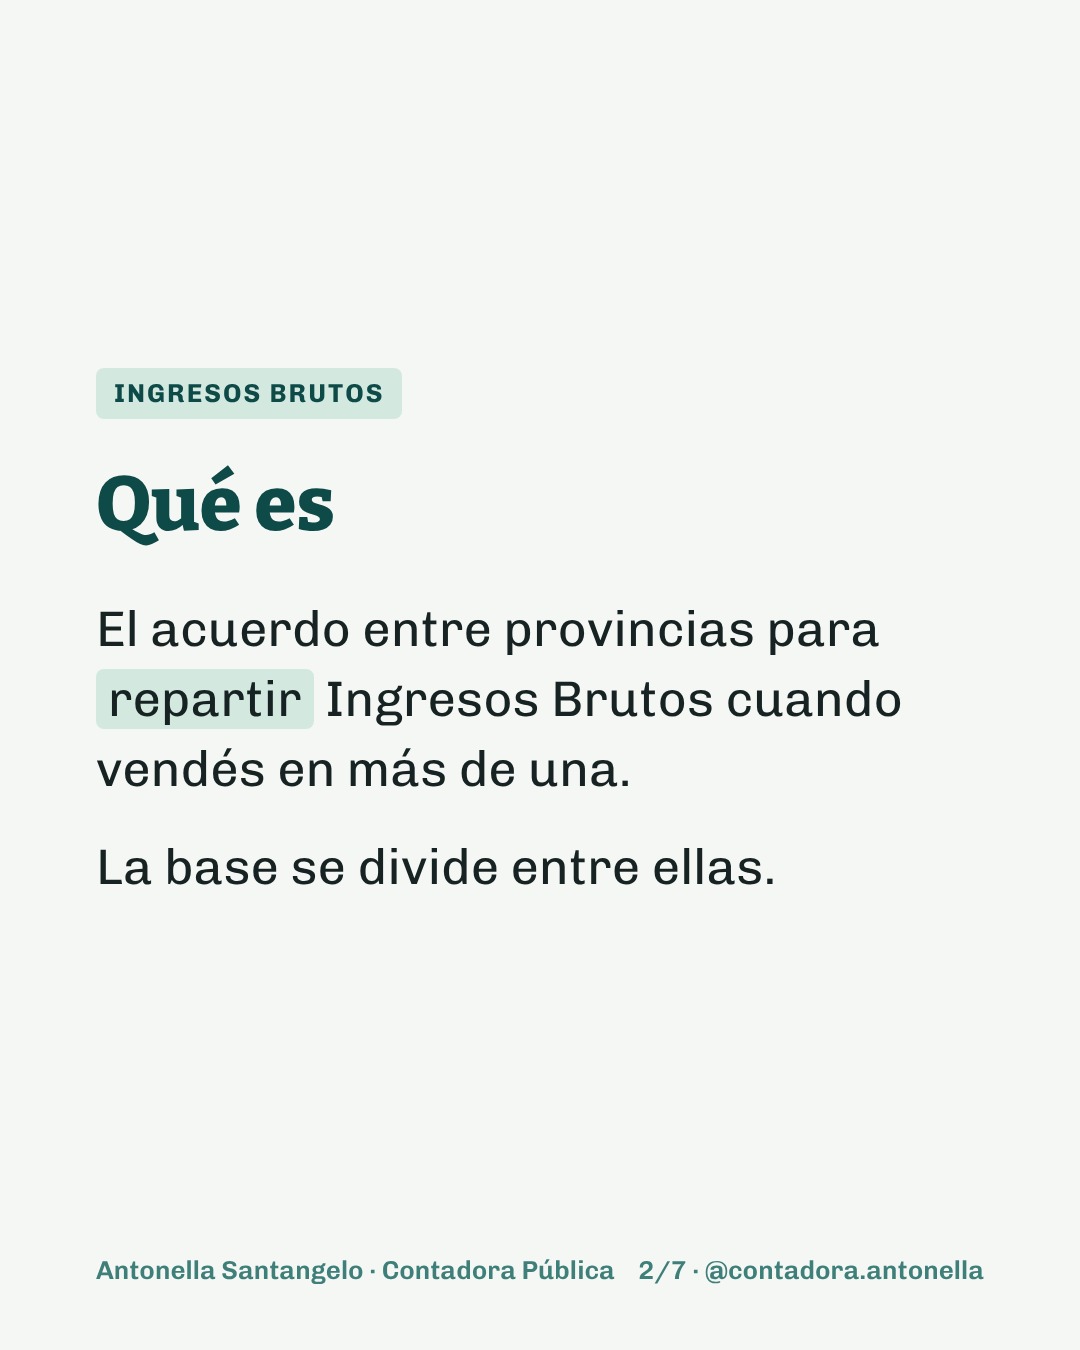 INGRESOS BRUTOS
Qué es
El acuerdo entre provincias para
repartir Ingresos Brutos cuando
vendés en más de una.
La base se divide entre ellas.
Antonella Santangelo · Contadora Pública 2/7 · @contadora.antonella